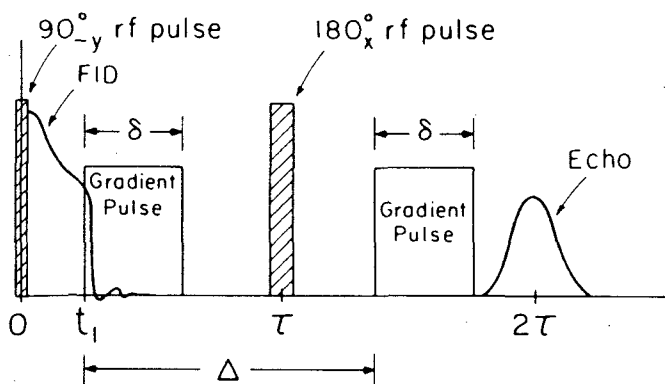 90°-y rf pulse
FID
180°x rf pulse
δ
δ
Gradient
Pulse
Gradient
Pulse
Echo
0
t1
τ
2τ
Δ